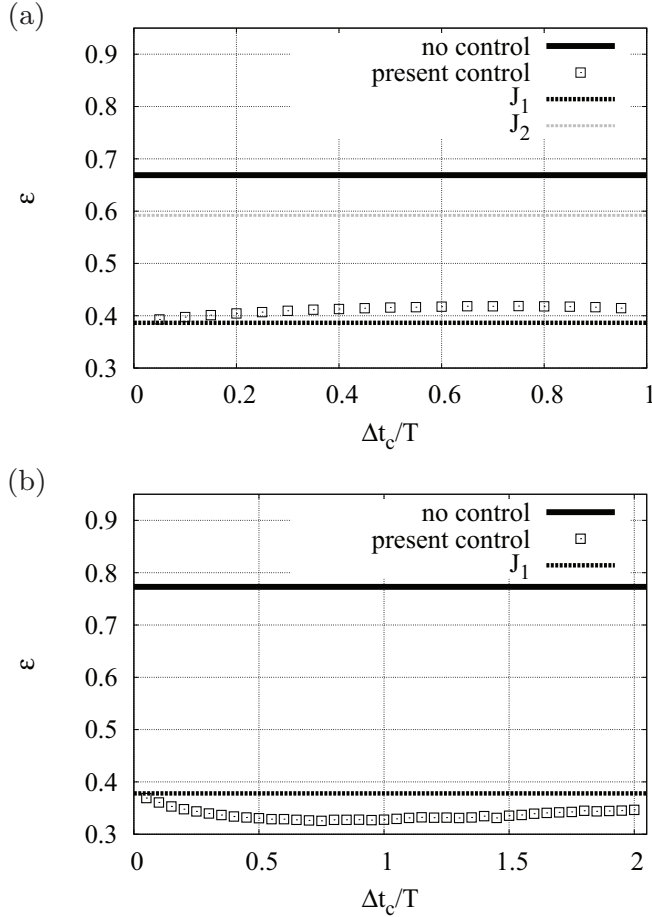 (a)
0.9
0.8
0.7
0.6
0.5
0.4
0.3
ε
no control
present control
J1
J2
0 0.2 0.4 0.6 0.8 1
Δtc/T
(b)
0.9
0.8
0.7
0.6
0.5
0.4
0.3
ε
no control
present control
J1
0 0.5 1 1.5 2
Δtc/T